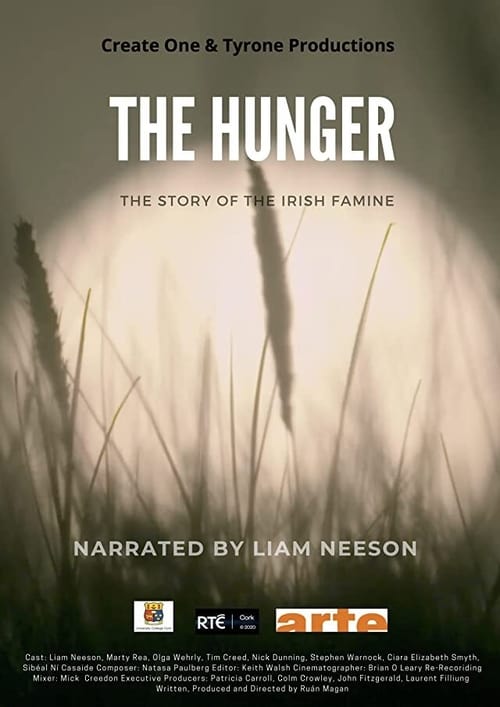 Create One & Tyrone Productions
THE HUNGER
THE STORY OF THE IRISH FAMINE
NARRATED BY LIAM NEESON
RTÉ Cork
© 2020
arte
Cast: Liam Neeson, Marty Rea, Olga Wehrly, Tim Creed, Nick Dunning, Stephen Warnock, Ciara Elizabeth Smyth,
Sibéal Ní Casaide Composer: Natasa Paulberg Editor: Keith Walsh Cinematographer: Brian O Leary Re-Recoriding
Mixer: Mick Creedon Executive Producers: Patricia Carroll, Colm Crowley, John Fitzgerald, Laurent Filliung
Written, Produced and Directed by Ruán Magan